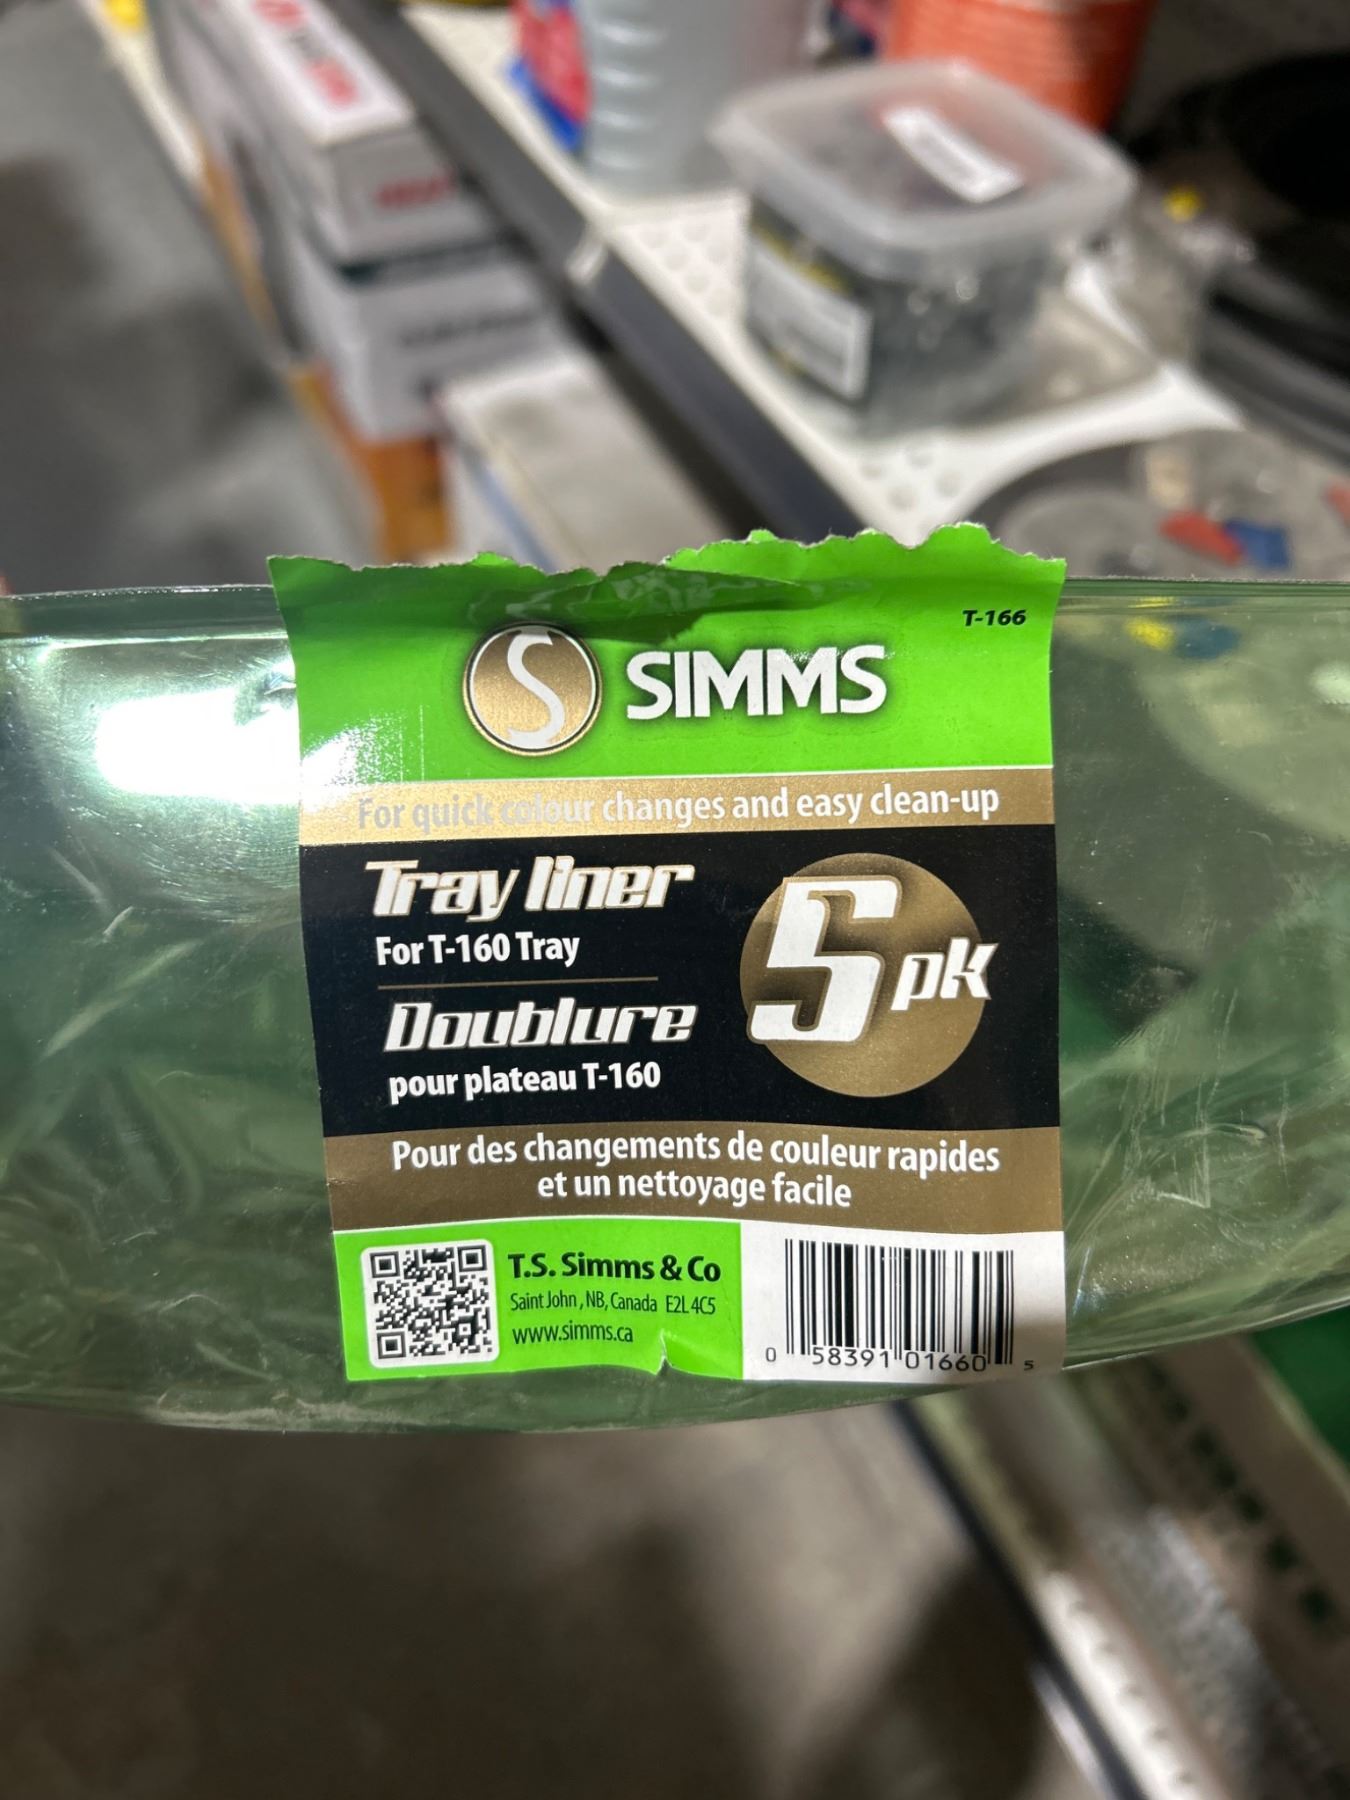 T-166
S SIMMS
For quick colour changes and easy clean-up
Tray liner
For T-160 Tray
5 pk
Doublure
pour plateau T-160
Pour des changements de couleur rapides
et un nettoyage facile
T.S. Simms & Co
Saint John, NB, Canada E2L 4C5
www.simms.ca
0 58391 01660 5